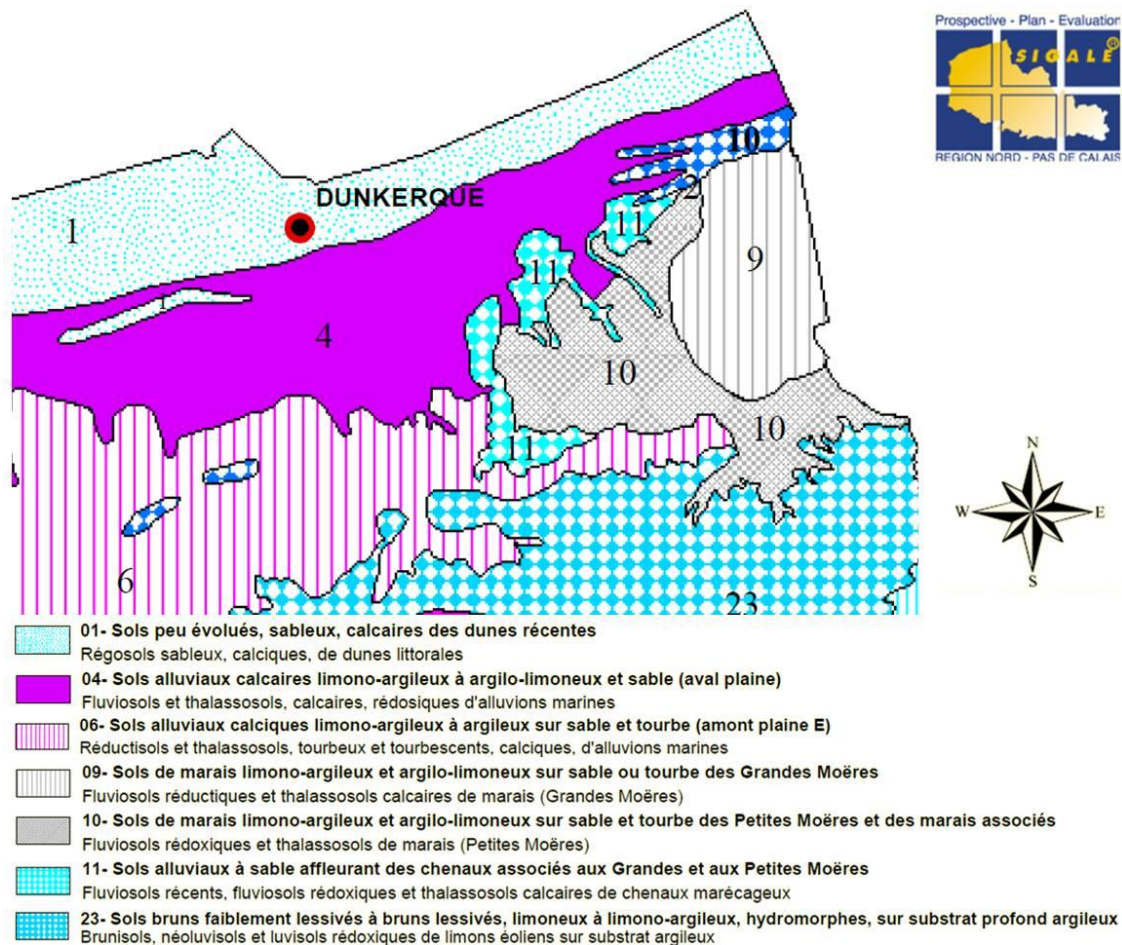 Prospective - Plan - Evaluation
SIGALE®
REGION NORD - PAS DE CALAIS
10
2
DUNKERQUE
11
1
9
11
1
4
10
10
11
6
23
N
W
E
S
01- Sols peu évolués, sableux, calcaires des dunes récentes
Régosols sableux, calciques, de dunes littorales
04- Sols alluviaux calcaires limono-argileux à argilo-limoneux et sable (aval plaine)
Fluviosols et thalassosols, calcaires, rédosiques d'alluvions marines
06- Sols alluviaux calciques limono-argileux à argileux sur sable et tourbe (amont plaine E)
Réductisols et thalassosols, tourbeux et tourbescents, calciques, d'alluvions marines
09- Sols de marais limono-argileux et argilo-limoneux sur sable ou tourbe des Grandes Moëres
Fluviosols réductiques et thalassosols calcaires de marais (Grandes Moëres)
10- Sols de marais limono-argileux et argilo-limoneux sur sable et tourbe des Petites Moëres et des marais associés
Fluviosols rédoxiques et thalassosols de marais (Petites Moëres)
11- Sols alluviaux à sable affleurant des chenaux associés aux Grandes et aux Petites Moëres
Fluviosols récents, fluviosols rédoxiques et thalassosols calcaires de chenaux marécageux
23- Sols bruns faiblement lessivés à bruns lessivés, limoneux à limono-argileux, hydromorphes, sur substrat profond argileux
Brunisols, néoluvisols et luvisols rédoxiques de limons éoliens sur substrat argileux